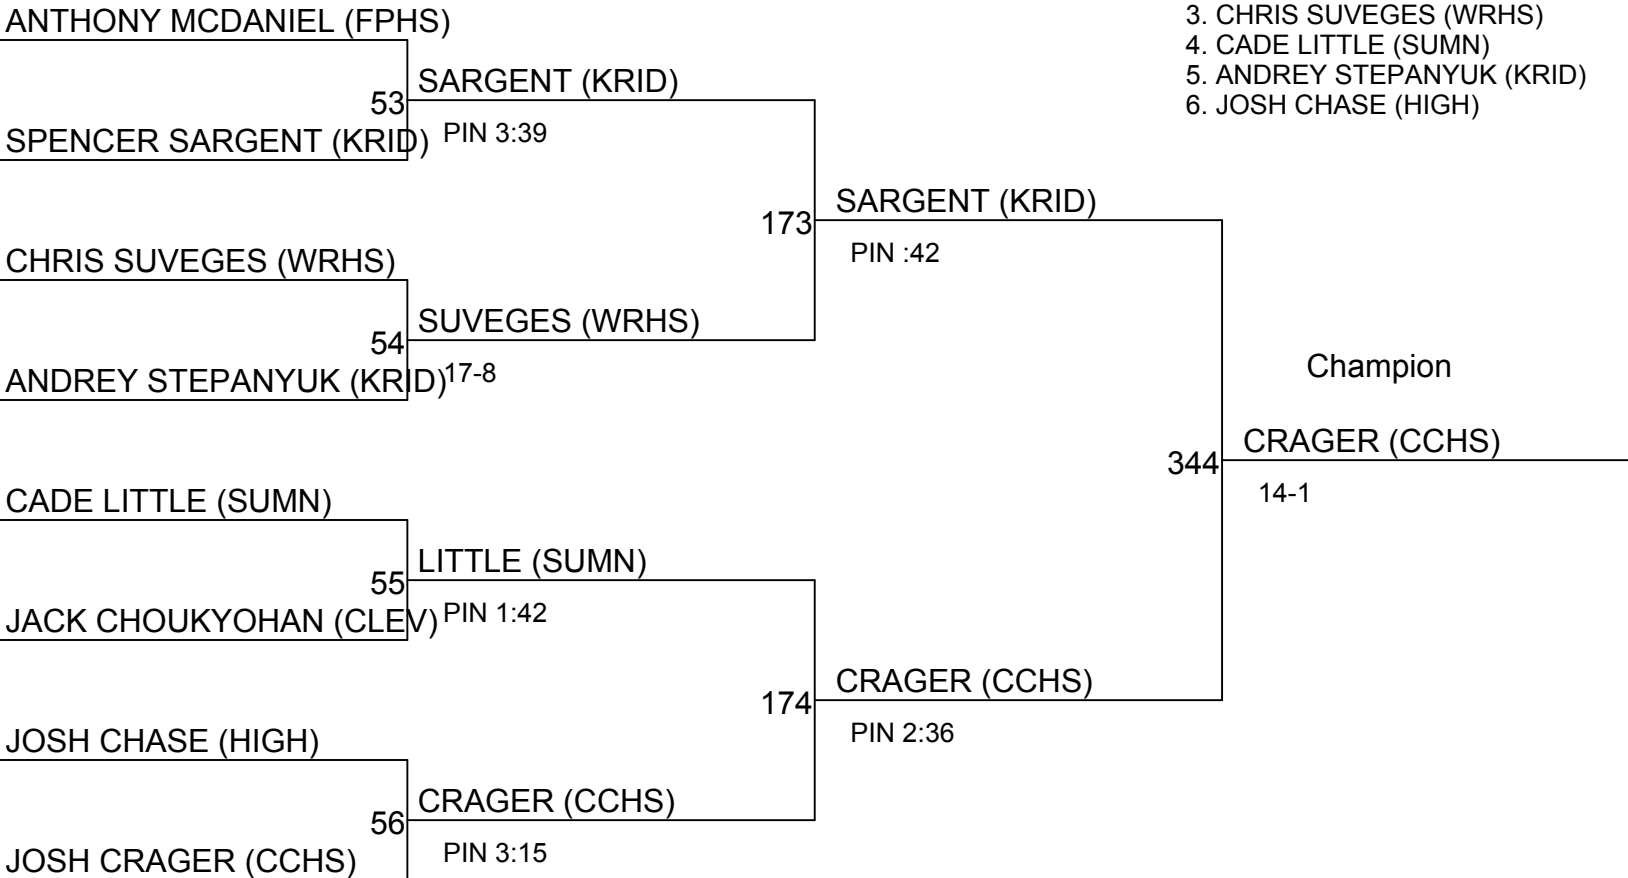 ANTHONY MCDANIEL (FPHS)
3. CHRIS SUVEGES (WRHS)
4. CADE LITTLE (SUMN)
5. ANDREY STEPANYUK (KRID)
6. JOSH CHASE (HIGH)
SARGENT (KRID)
53
PIN 3:39
SPENCER SARGENT (KRID)
SARGENT (KRID)
173
PIN :42
CHRIS SUVEGES (WRHS)
SUVEGES (WRHS)
54
17-8
ANDREY STEPANYUK (KRID)
Champion
CRAGER (CCHS)
344
14-1
CADE LITTLE (SUMN)
LITTLE (SUMN)
55
PIN 1:42
JACK CHOUKYOHAN (CLEV)
CRAGER (CCHS)
174
PIN 2:36
JOSH CHASE (HIGH)
CRAGER (CCHS)
56
PIN 3:15
JOSH CRAGER (CCHS)